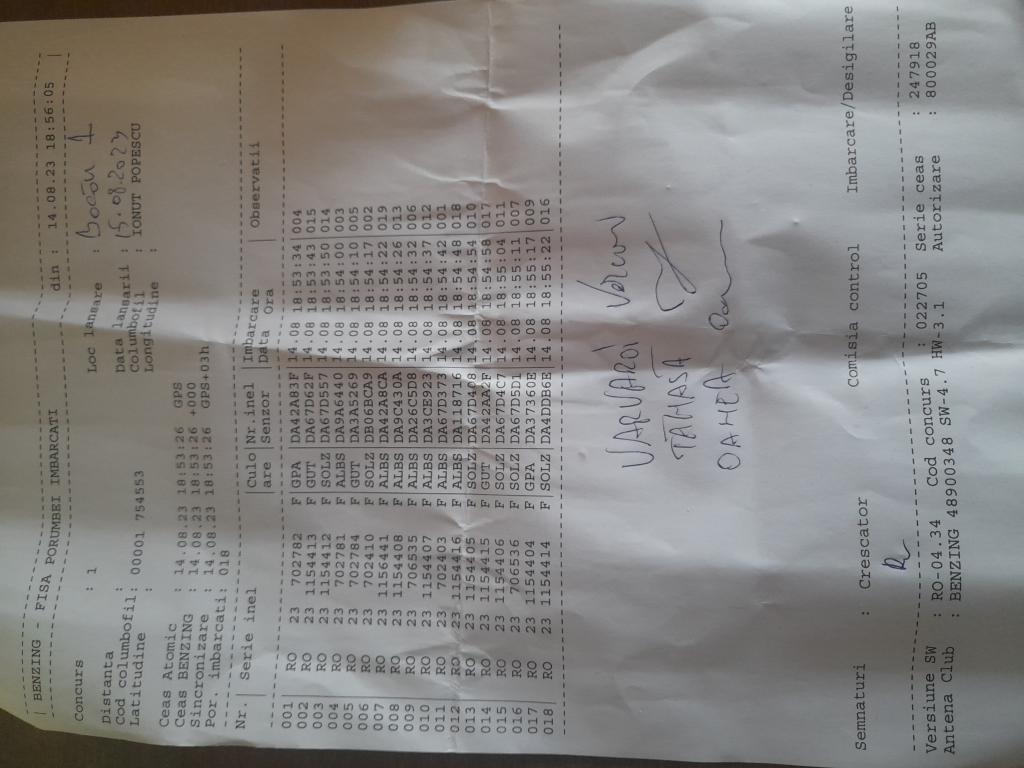 | BENZING - FISA PORUMBEI IMBARCATI din : 14.08.23 18:56:05 |
Concurs : 1 Loc lansare :
Distanta : Data lansarii : 15.08.2023
Cod columbofil: 00001 754553 Columbofil : IONUT POPESCU
Latitudine : Longitudine :
Ceas Atomic : 14.08.23 18:53:26 GPS
Ceas BENZING : 14.08.23 18:53:26 +000
Sincronizare : 14.08.23 18:53:26 GPS+03h
Por. imbarcati: 018
Nr. | Serie inel |Culo|Nr.inel |Imbarcare | Observatii
|are |Senzor |Data Ora |
001 | RO 23 702782 F|GPA |DA42A83F|14.08 18:53:34|004
002 | RO 23 1154413 F|GUT |DA67D62F|14.08 18:53:43|015
003 | RO 23 1154412 F|SOLZ|DA67D557|14.08 18:53:50|014
004 | RO 23 702781 F|ALBS|DA9A6440|14.08 18:54:00|003
005 | RO 23 702784 F|GUT |DA3A5269|14.08 18:54:10|005
006 | RO 23 702410 F|SOLZ|DB06BCA9|14.08 18:54:17|002
007 | RO 23 1156441 F|ALBS|DA42A8CA|14.08 18:54:22|019
008 | RO 23 1154408 F|ALBS|DA9C430A|14.08 18:54:26|013
009 | RO 23 706535 F|ALBS|DA26C5D8|14.08 18:54:32|006
010 | RO 23 1154407 F|ALBS|DA3CE923|14.08 18:54:37|012
011 | RO 23 702403 F|ALBS|DA67D373|14.08 18:54:42|001
012 | RO 23 1154416 F|ALBS|DA118716|14.08 18:54:48|018
013 | RO 23 1154405 F|SOLZ|DA67D408|14.08 18:54:54|010
014 | RO 23 1154415 F|GUT |DA42AA2F|14.08 18:54:58|017
015 | RO 23 1154406 F|SOLZ|DA67D4C7|14.08 18:55:04|011
016 | RO 23 706536 F|SOLZ|DA67D5D1|14.08 18:55:11|007
017 | RO 23 1154404 F|GPA |DA37360E|14.08 18:55:17|009
018 | RO 23 1154414 F|SOLZ|DA4DDB6E|14.08 18:55:22|016
VARVAROI
TAMASĂ
OAHEA
Semnaturi : Crescator Comisia control Imbarcare/Desigilare
Versiune SW : RO-04.34 Cod concurs : 022705 Serie ceas : 247918
Antena Club : BENZING 48900348 SW-4.7 HW-3.1 Autorizare : 800029AB